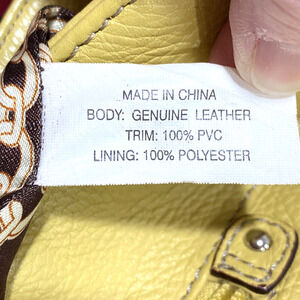 MADE IN CHINA
BODY: GENUINE LEATHER
TRIM: 100% PVC
LINING: 100% POLYESTER